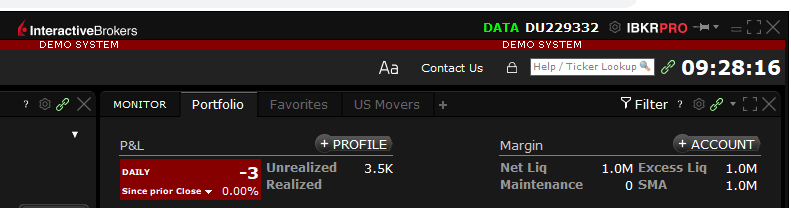 InteractiveBrokers DATA DU229332 IBKRPRO
DEMO SYSTEM DEMO SYSTEM
Aa Contact Us Help / Ticker Lookup 09:28:16
? MONITOR Portfolio Favorites US Movers + Filter ?
P&L + PROFILE Margin + ACCOUNT
DAILY -3 Unrealized 3.5K Net Liq 1.0M Excess Liq 1.0M
Since prior Close 0.00% Realized Maintenance 0 SMA 1.0M